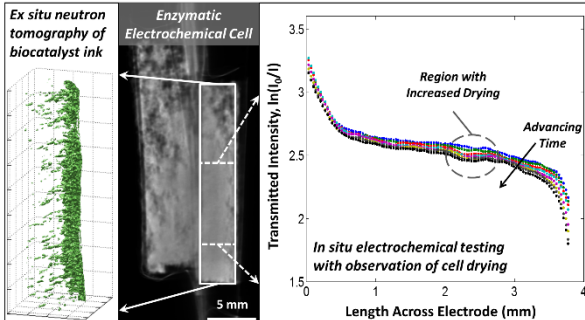 Ex situ neutron
tomography of
biocatalyst ink
Enzymatic
Electrochemical Cell
5 mm
Transmitted Intensity, ln(I₀/I)
3.5
3
2.5
2
1.5
Region with
Increased Drying
Advancing
Time
In situ electrochemical testing
with observation of cell drying
0
1
2
3
4
Length Across Electrode (mm)